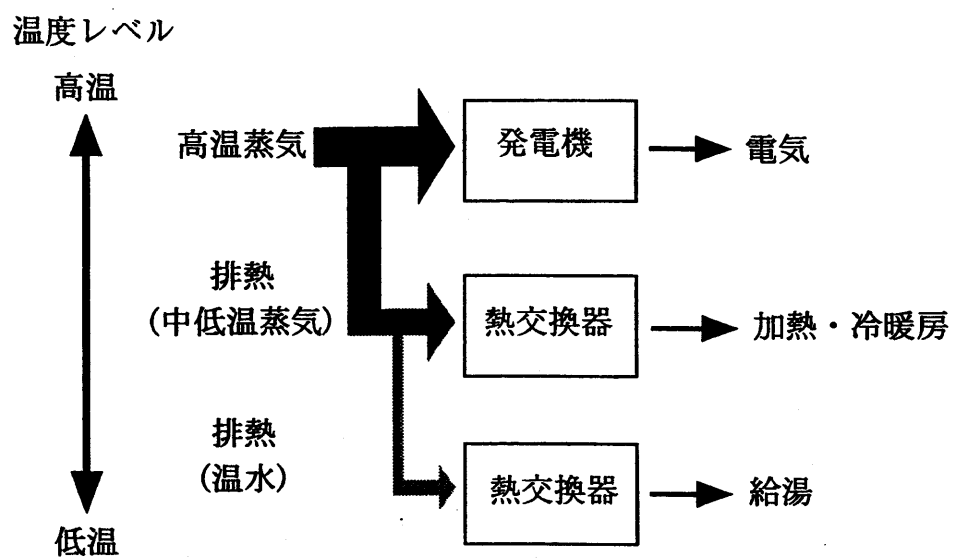 温度レベル
高温
高温蒸気
発電機
電気
排熱
(中低温蒸気)
熱交換器
加熱・冷暖房
排熱
(温水)
熱交換器
給湯
低温